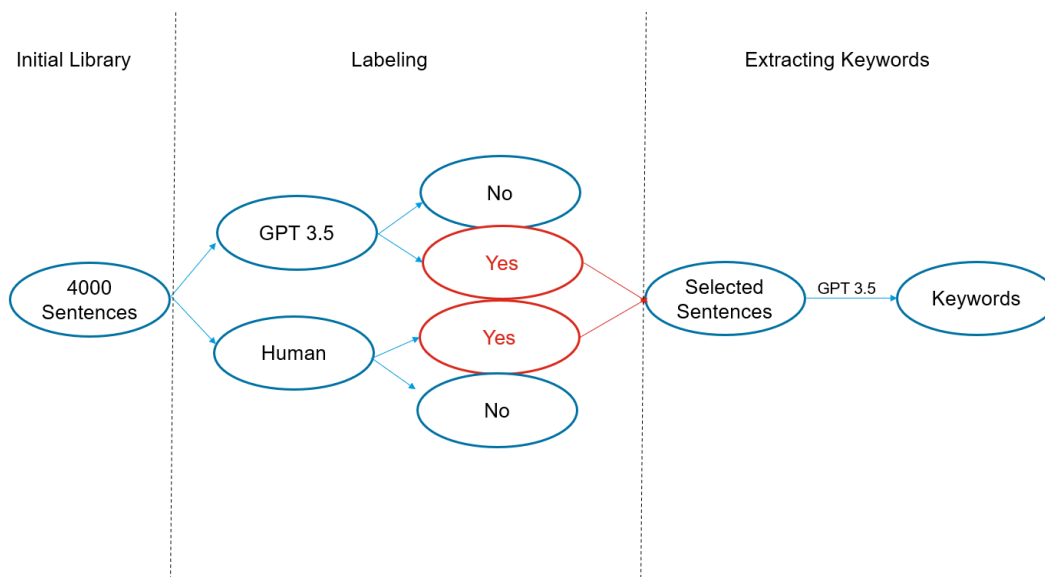 Initial Library
Labeling
Extracting Keywords
No
GPT 3.5
Yes
4000
Sentences
Selected
Sentences
GPT 3.5
Keywords
Human
Yes
No